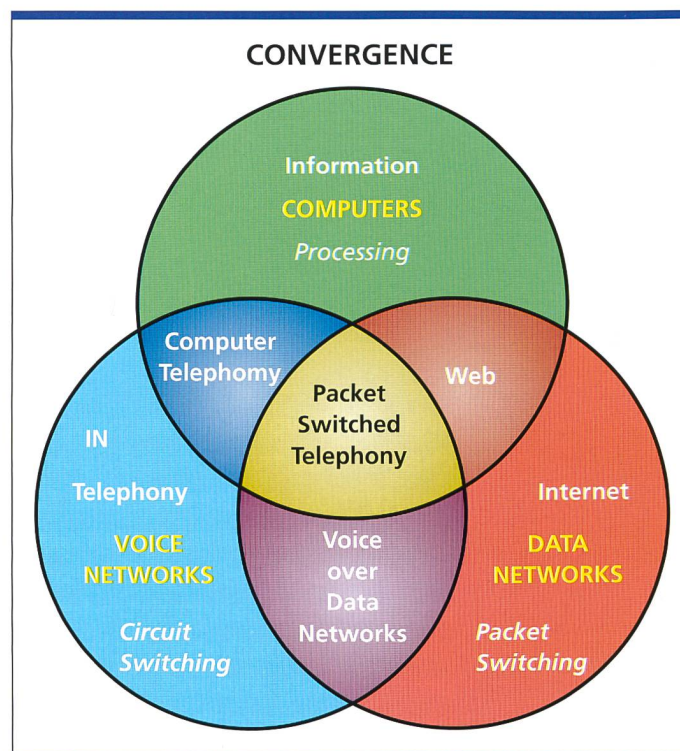 CONVERGENCE
Information
COMPUTERS
Processing
Computer
Telephomy
Web
Packet
Switched
Telephony
IN
Telephony
VOICE
NETWORKS
Circuit
Switching
Voice
over
Data
Networks
Internet
DATA
NETWORKS
Packet
Switching